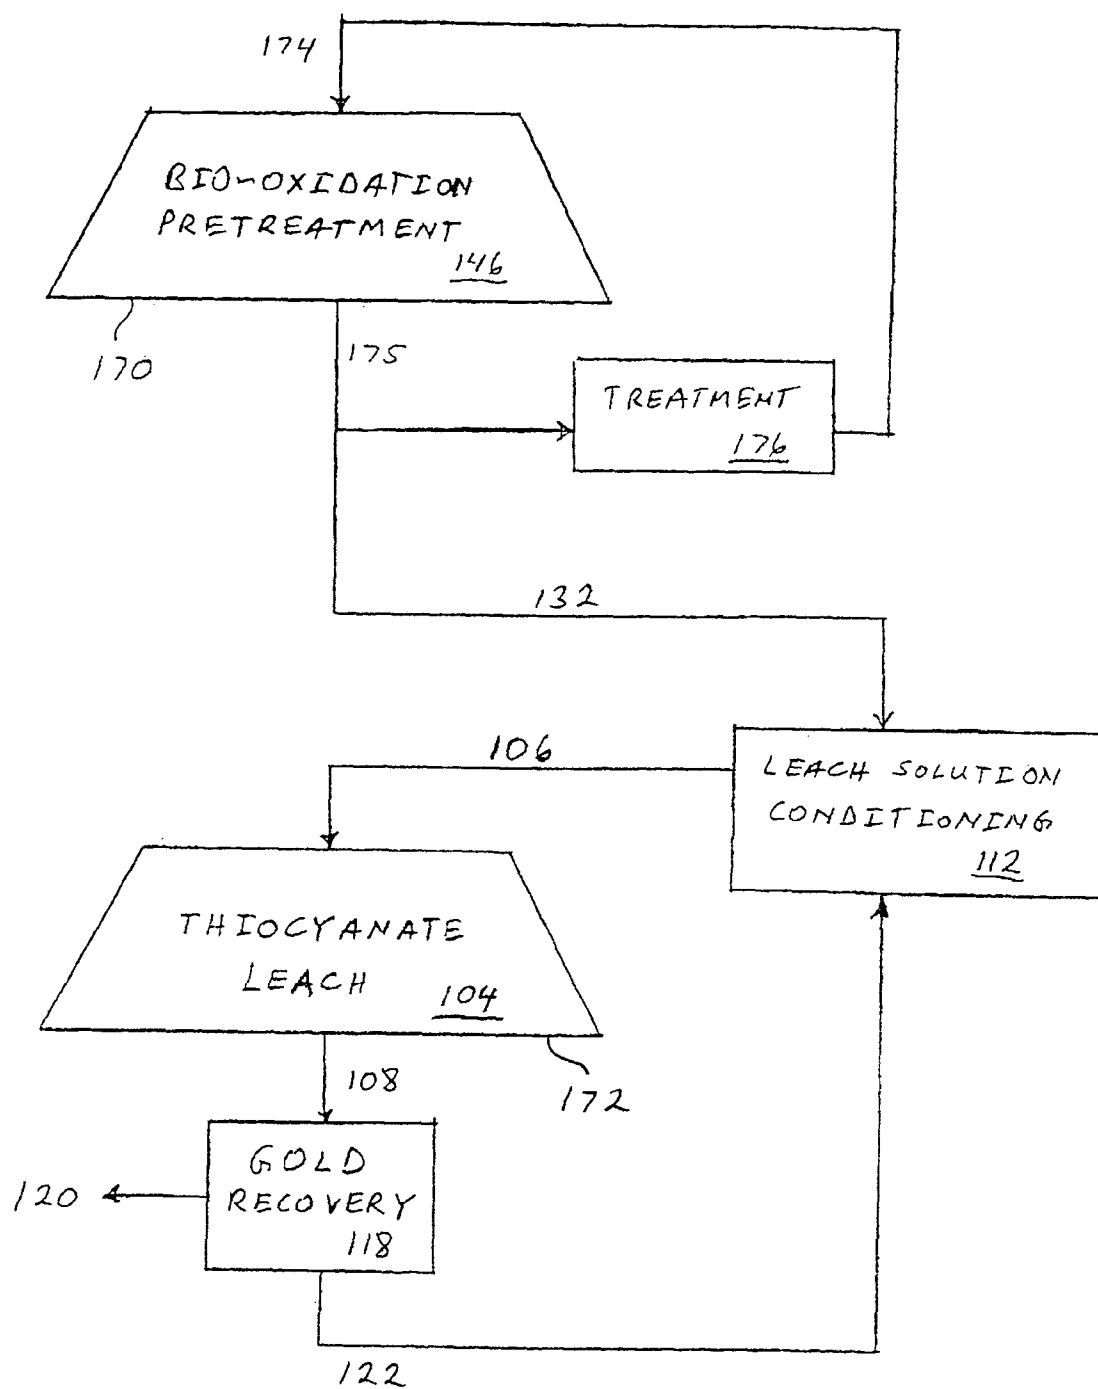 174
BIO-OXIDATION
PRETREATMENT
146
170
175
TREATMENT
176
132
106
LEACH SOLUTION
CONDITIONING
112
THIOCYANATE
LEACH
104
108
172
GOLD
RECOVERY
118
120
122